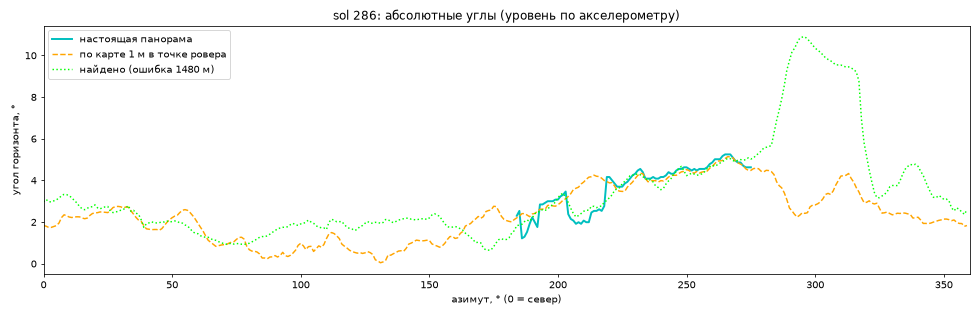 sol 286: абсолютные углы (уровень по акселерометру)
настоящая панорама
по карте 1 м в точке ровера
найдено (ошибка 1480 м)
угол горизонта, °
10
8
6
4
2
0
0
50
100
150
200
250
300
350
азимут, ° (0 = север)